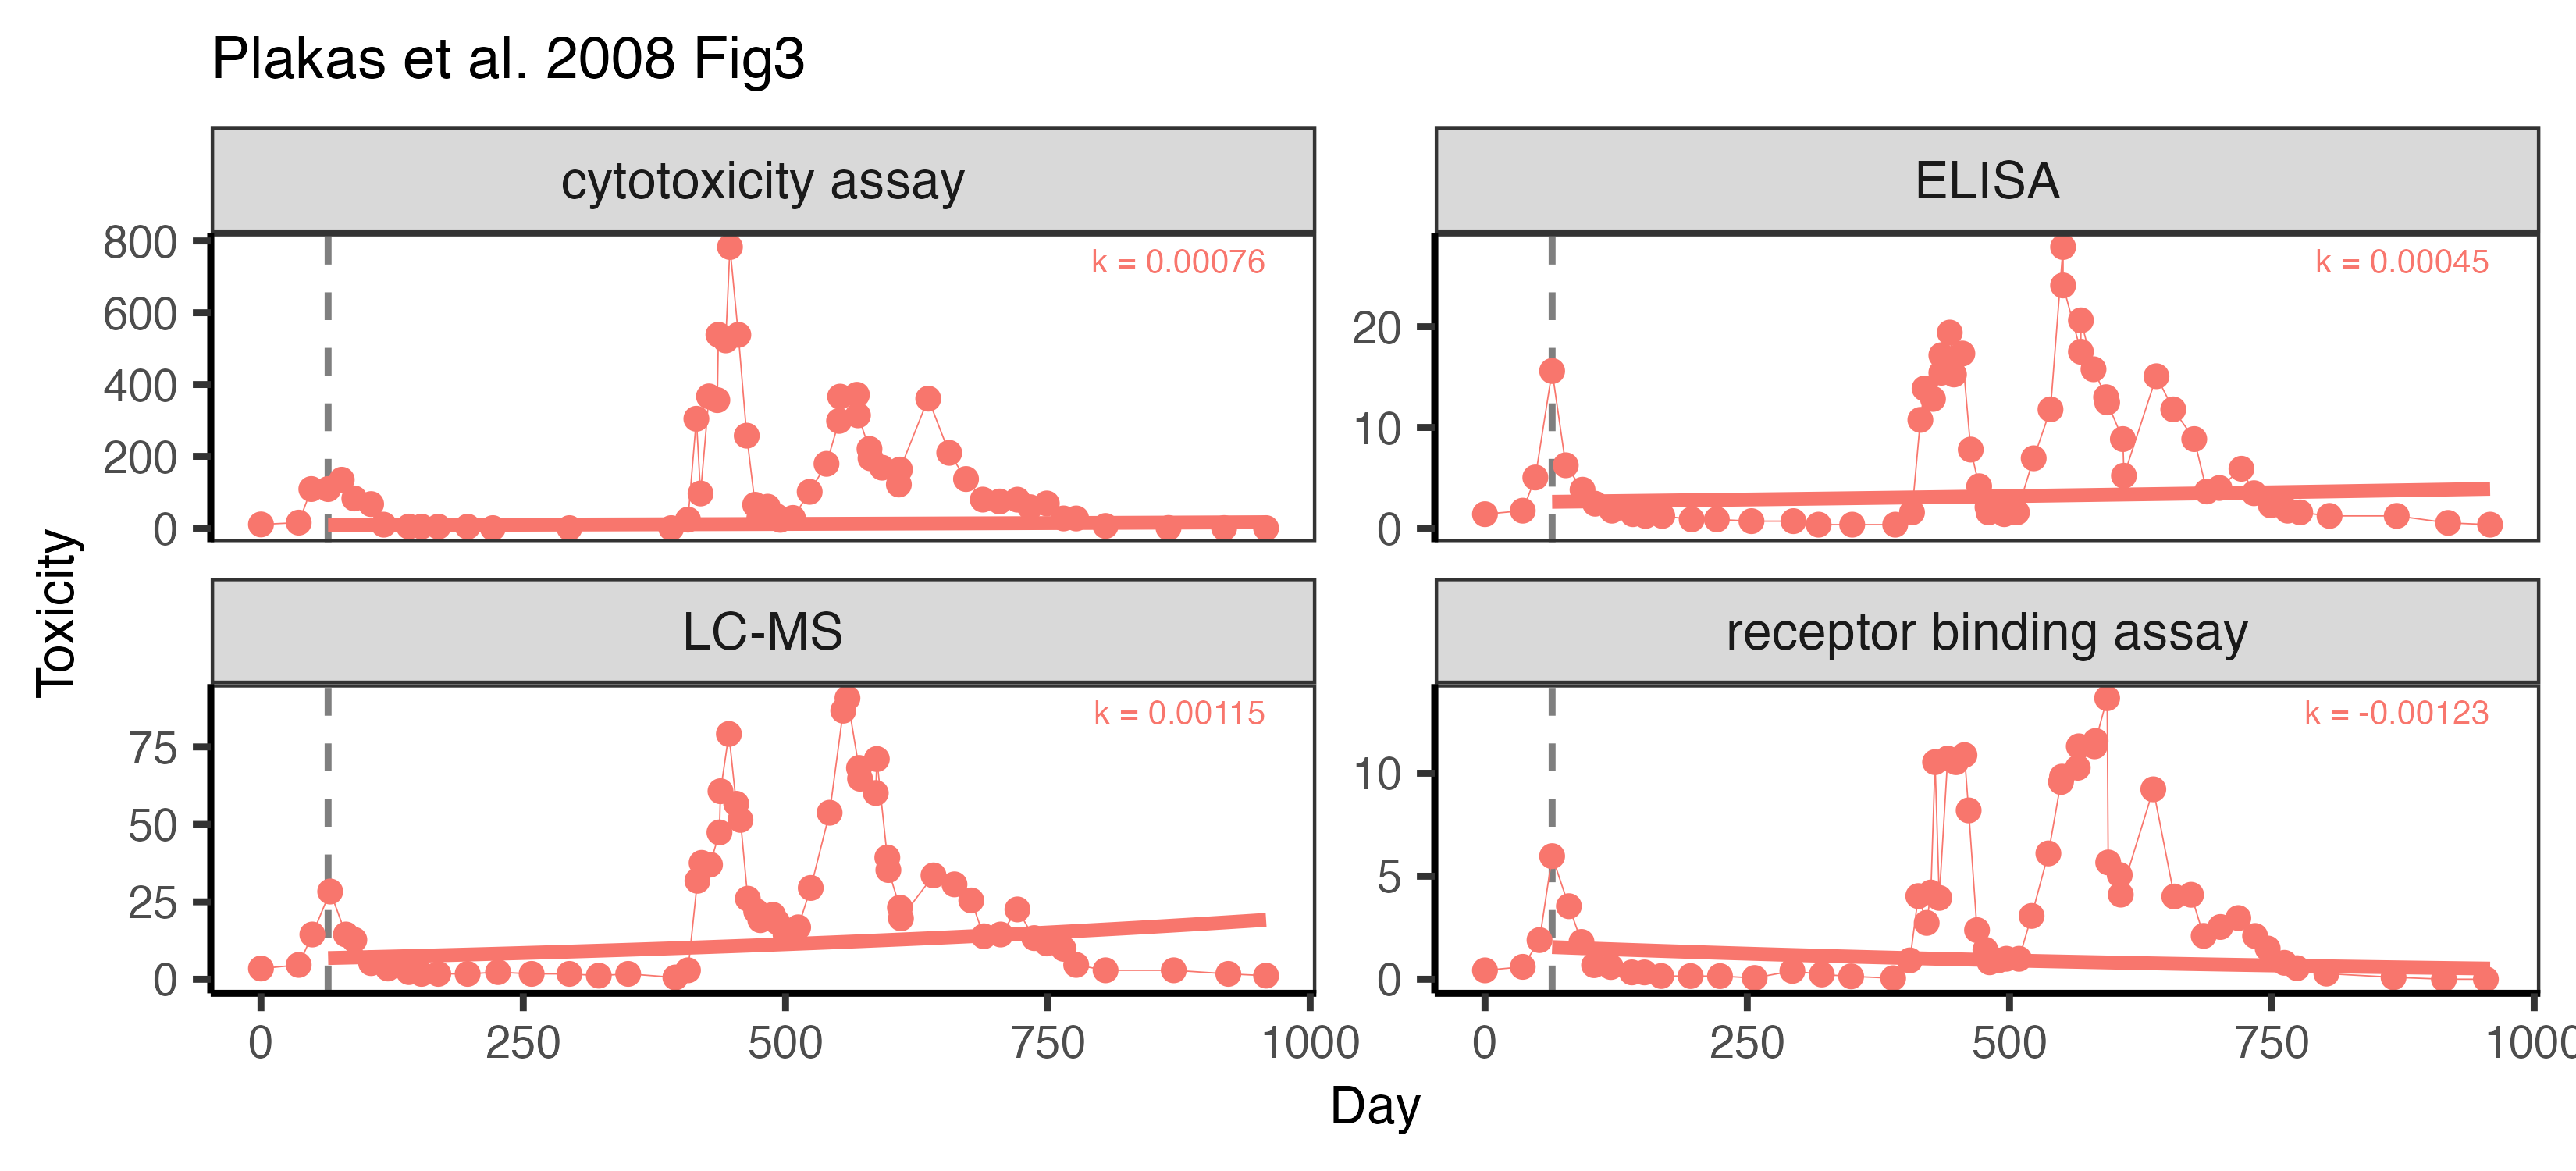 Plakas et al. 2008 Fig3
cytotoxicity assay
ELISA
800
600
400
200
0
k = 0.00076
20
10
0
k = 0.00045
Toxicity
LC-MS
receptor binding assay
75
50
25
0
k = 0.00115
10
5
0
k = -0.00123
0 250 500 750 1000
0 250 500 750 1000
Day